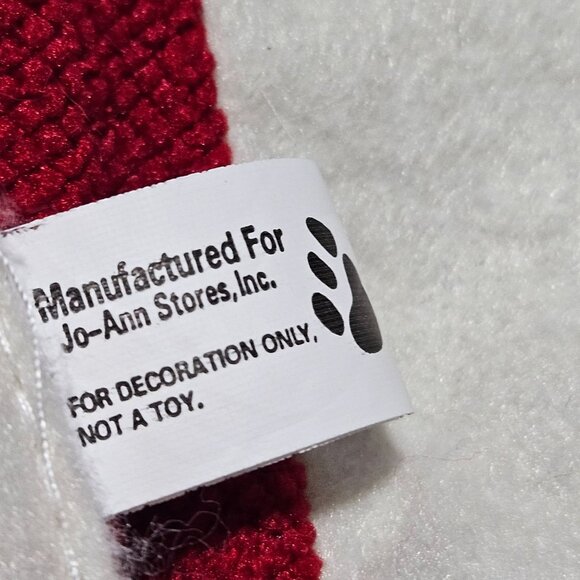 Manufactured For
Jo-Ann Stores,Inc.
FOR DECORATION ONLY,
NOT A TOY.